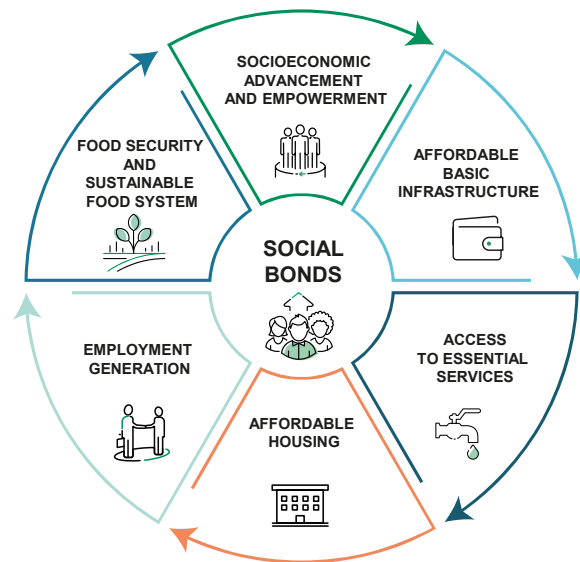 SOCIOECONOMIC
ADVANCEMENT
AND EMPOWERMENT
AFFORDABLE
BASIC
INFRASTRUCTURE
ACCESS
TO ESSENTIAL
SERVICES
AFFORDABLE
HOUSING
EMPLOYMENT
GENERATION
FOOD SECURITY
AND
SUSTAINABLE
FOOD SYSTEM
SOCIAL
BONDS